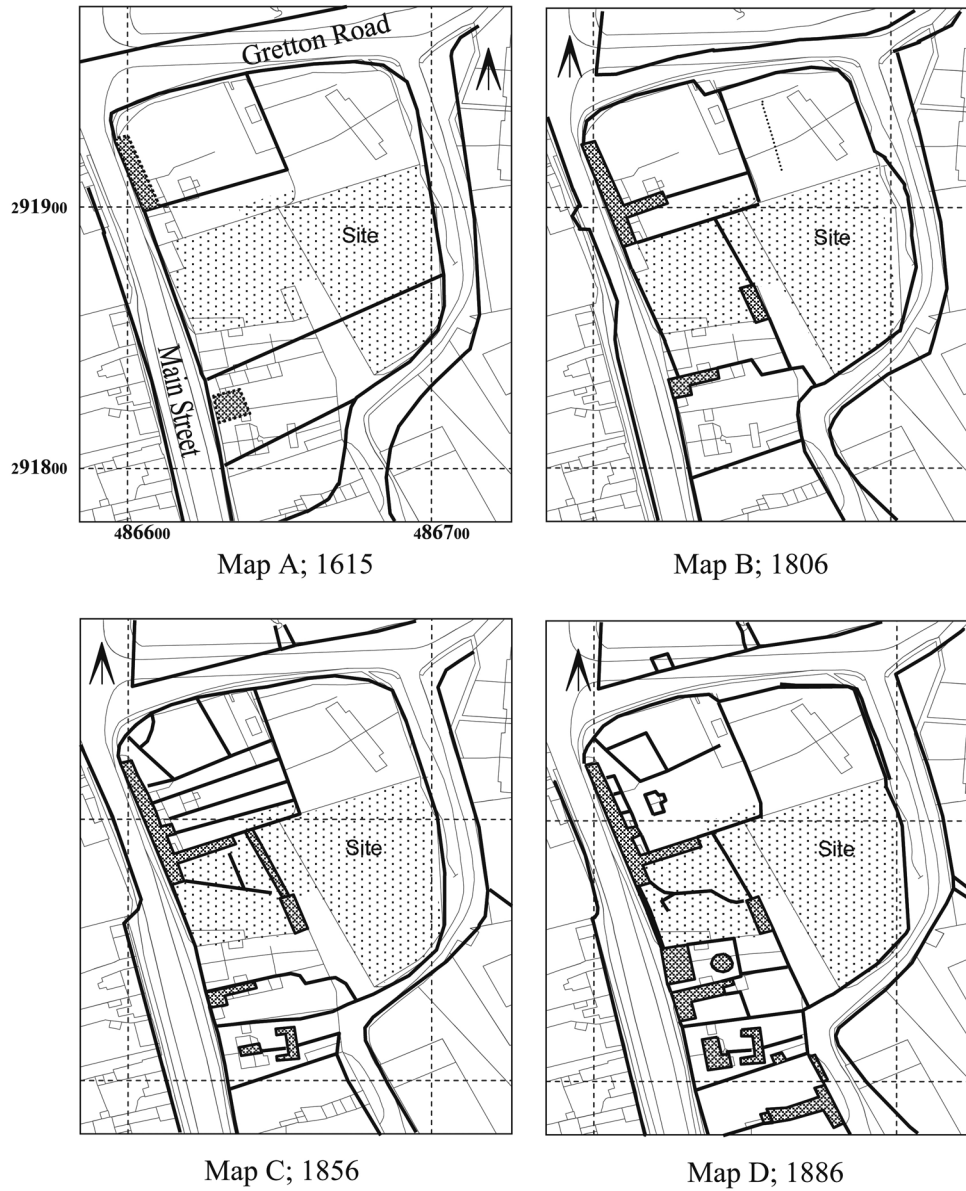 Gretton Road
Site
Main Street
291900
291800
486600
486700
Map A; 1615
Site
Map B; 1806
Site
Map C; 1856
Site
Map D; 1886